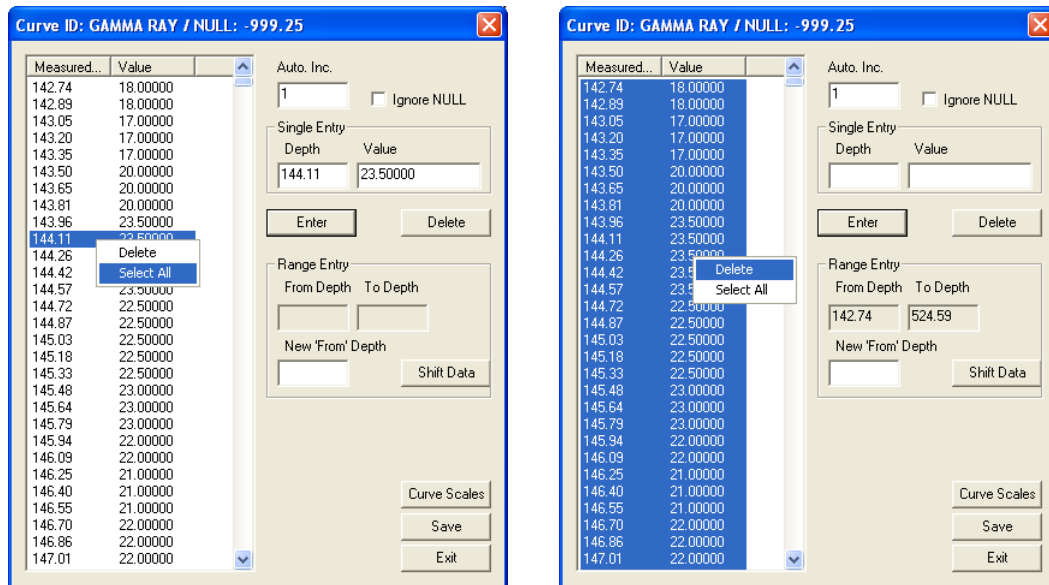 Curve ID: GAMMA RAY / NULL: -999.25
Measured... Value
142.74 18.00000
142.89 18.00000
143.05 17.00000
143.20 17.00000
143.35 17.00000
143.50 20.00000
143.65 20.00000
143.81 20.00000
143.96 23.50000
144.11 23.50000
144.26
144.42
144.57 23.50000
144.72 22.50000
144.87 22.50000
145.03 22.50000
145.18 22.50000
145.33 22.50000
145.48 23.00000
145.64 23.00000
145.79 23.00000
145.94 22.00000
146.09 22.00000
146.25 21.00000
146.40 21.00000
146.55 21.00000
146.70 22.00000
146.86 22.00000
147.01 22.00000
Delete
Select All
Auto. Inc.
1
Ignore NULL
Single Entry
Depth Value
144.11 23.50000
Enter Delete
Range Entry
From Depth To Depth
New 'From' Depth
Shift Data
Curve Scales
Save
Exit
Curve ID: GAMMA RAY / NULL: -999.25
Measured... Value
142.74 18.00000
142.89 18.00000
143.05 17.00000
143.20 17.00000
143.35 17.00000
143.50 20.00000
143.65 20.00000
143.81 20.00000
143.96 23.50000
144.11 23.50000
144.26 23.50000
144.42 23.5
144.57 23.5
144.72 22.50000
144.87 22.50000
145.03 22.50000
145.18 22.50000
145.33 22.50000
145.48 23.00000
145.64 23.00000
145.79 23.00000
145.94 22.00000
146.09 22.00000
146.25 21.00000
146.40 21.00000
146.55 21.00000
146.70 22.00000
146.86 22.00000
147.01 22.00000
Delete
Select All
Auto. Inc.
1
Ignore NULL
Single Entry
Depth Value
Enter Delete
Range Entry
From Depth To Depth
142.74 524.59
New 'From' Depth
Shift Data
Curve Scales
Save
Exit